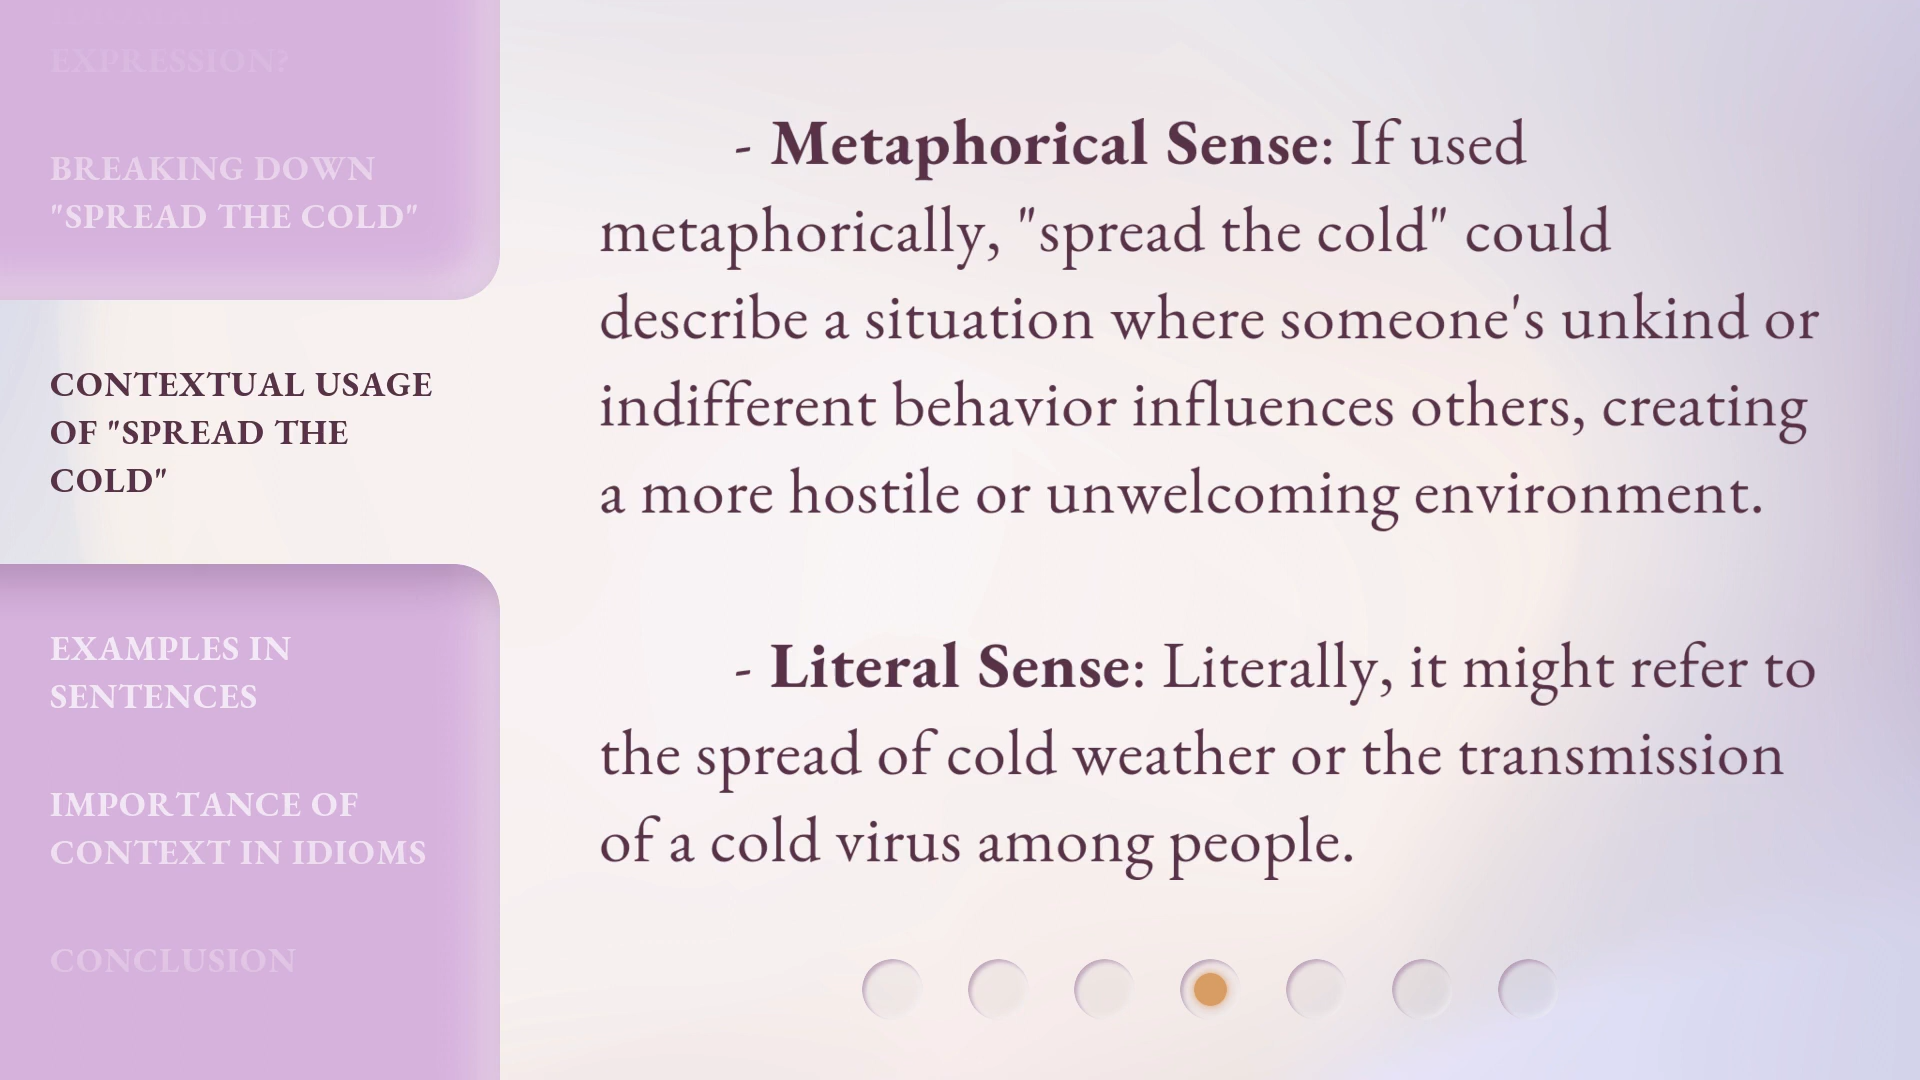 EXPRESSION?
BREAKING DOWN
"SPREAD THE COLD"
CONTEXTUAL USAGE
OF "SPREAD THE
COLD"
EXAMPLES IN
SENTENCES
IMPORTANCE OF
CONTEXT IN IDIOMS
CONCLUSION
- Metaphorical Sense: If used
metaphorically, "spread the cold" could
describe a situation where someone's unkind or
indifferent behavior influences others, creating
a more hostile or unwelcoming environment.
- Literal Sense: Literally, it might refer to
the spread of cold weather or the transmission
of a cold virus among people.